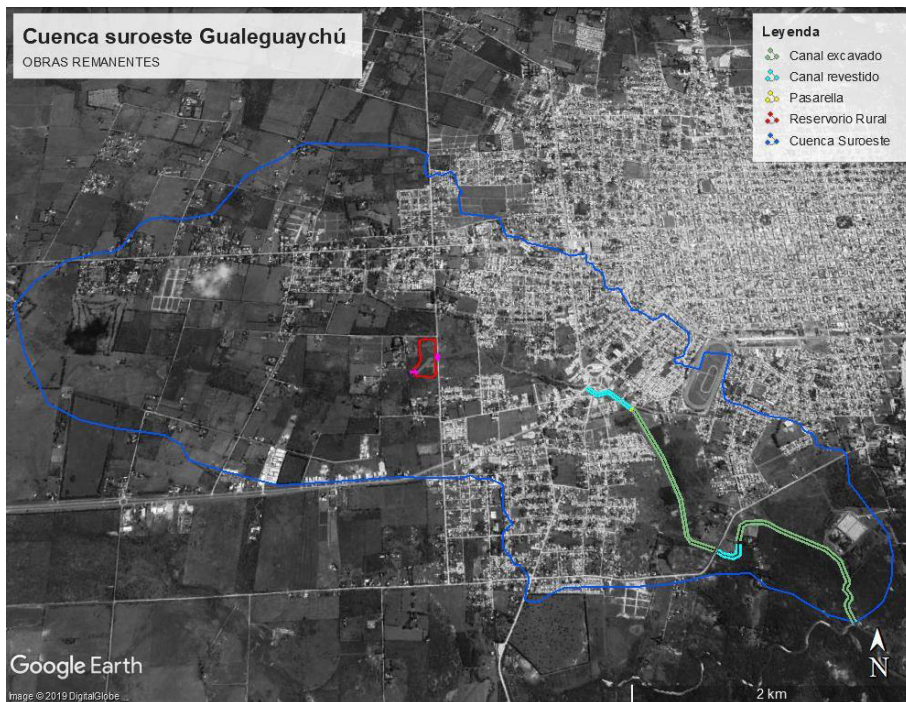 Cuenca suroeste Gualeguaychú
OBRAS REMANENTES
Leyenda
Canal excavado
Canal revestido
Pasarella
Reservorio Rural
Cuenca Suroeste
Google Earth
Image © 2019 DigitalGlobe
N
2 km